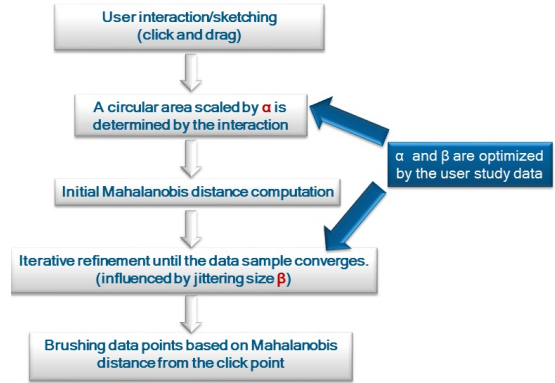 User interaction/sketching
(click and drag)
A circular area scaled by α is
determined by the interaction
α and β are optimized
by the user study data
Initial Mahalanobis distance computation
Iterative refinement until the data sample converges.
(influenced by jittering size β)
Brushing data points based on Mahalanobis
distance from the click point